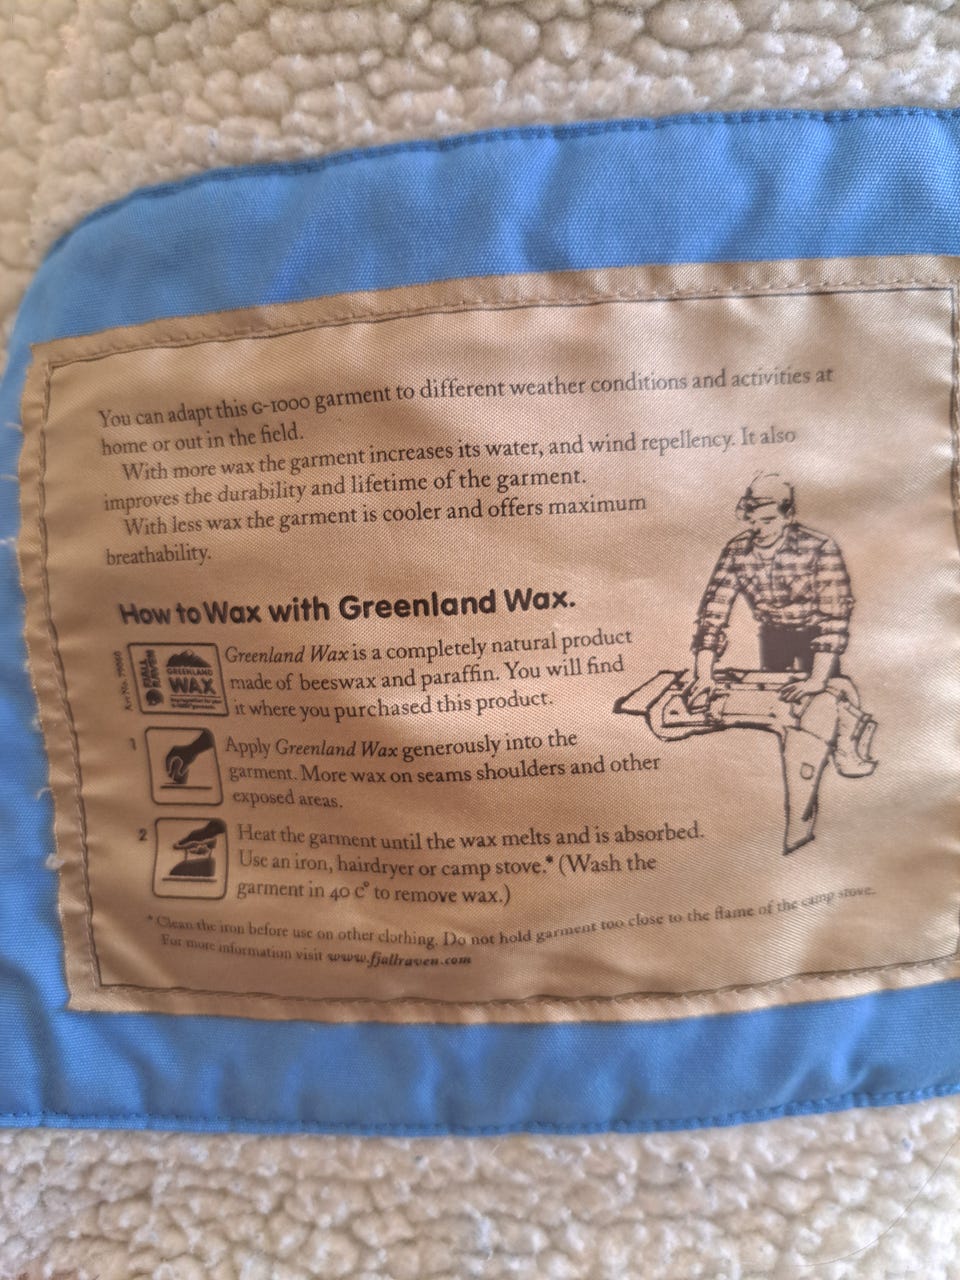 You can adapt this G-1000 garment to different weather conditions and activities at
home or out in the field.
With more wax the garment increases its water, and wind repellency. It also
improves the durability and lifetime of the garment.
With less wax the garment is cooler and offers maximum
breathability.
How to Wax with Greenland Wax.
Art No. 79060
FJÄLL
RÄVEN
GREENLAND
WAX
Greenland Wax is a completely natural product
made of beeswax and paraffin. You will find
it where you purchased this product.
1
Apply Greenland Wax generously into the
garment. More wax on seams shoulders and other
exposed areas.
2
Heat the garment until the wax melts and is absorbed.
Use an iron, hairdryer or camp stove.* (Wash the
garment in 40 c° to remove wax.)
* Clean the iron before use on other clothing. Do not hold garment too close to the flame of the camp stove.
For more information visit www.fjallraven.com